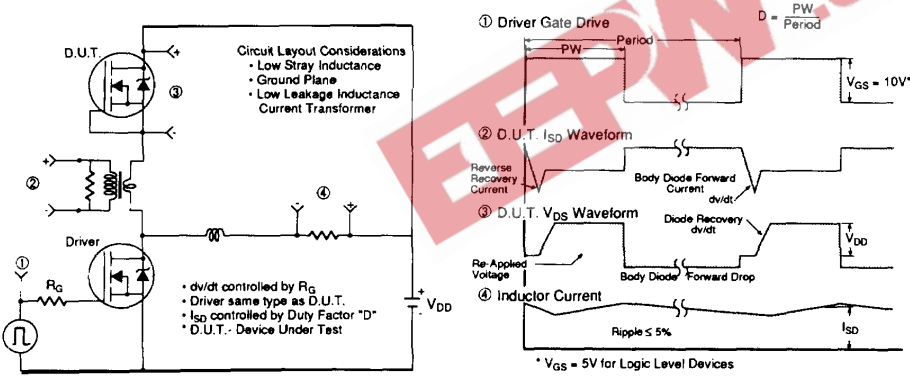 D.U.T.
+
Circuit Layout Considerations
• Low Stray Inductance
• Ground Plane
• Low Leakage Inductance
Current Transformer
③
-
+
②
-
④
-
+
Driver
①
RG
• dv/dt controlled by RG
• Driver same type as D.U.T.
• ISD controlled by Duty Factor "D"
* D.U.T.- Device Under Test
+
VDD
-
① Driver Gate Drive
D = PW
Period
Period
PW
VGS = 10V*
② D.U.T. ISD Waveform
Reverse
Recovery
Current
Body Diode Forward
Current
dv/dt
③ D.U.T. VDS Waveform
Diode Recovery
dv/dt
VDD
Re-Applied
Voltage
Body Diode Forward Drop
④ Inductor Current
Ripple ≤ 5%
ISD
* VGS = 5V for Logic Level Devices
EEPW.